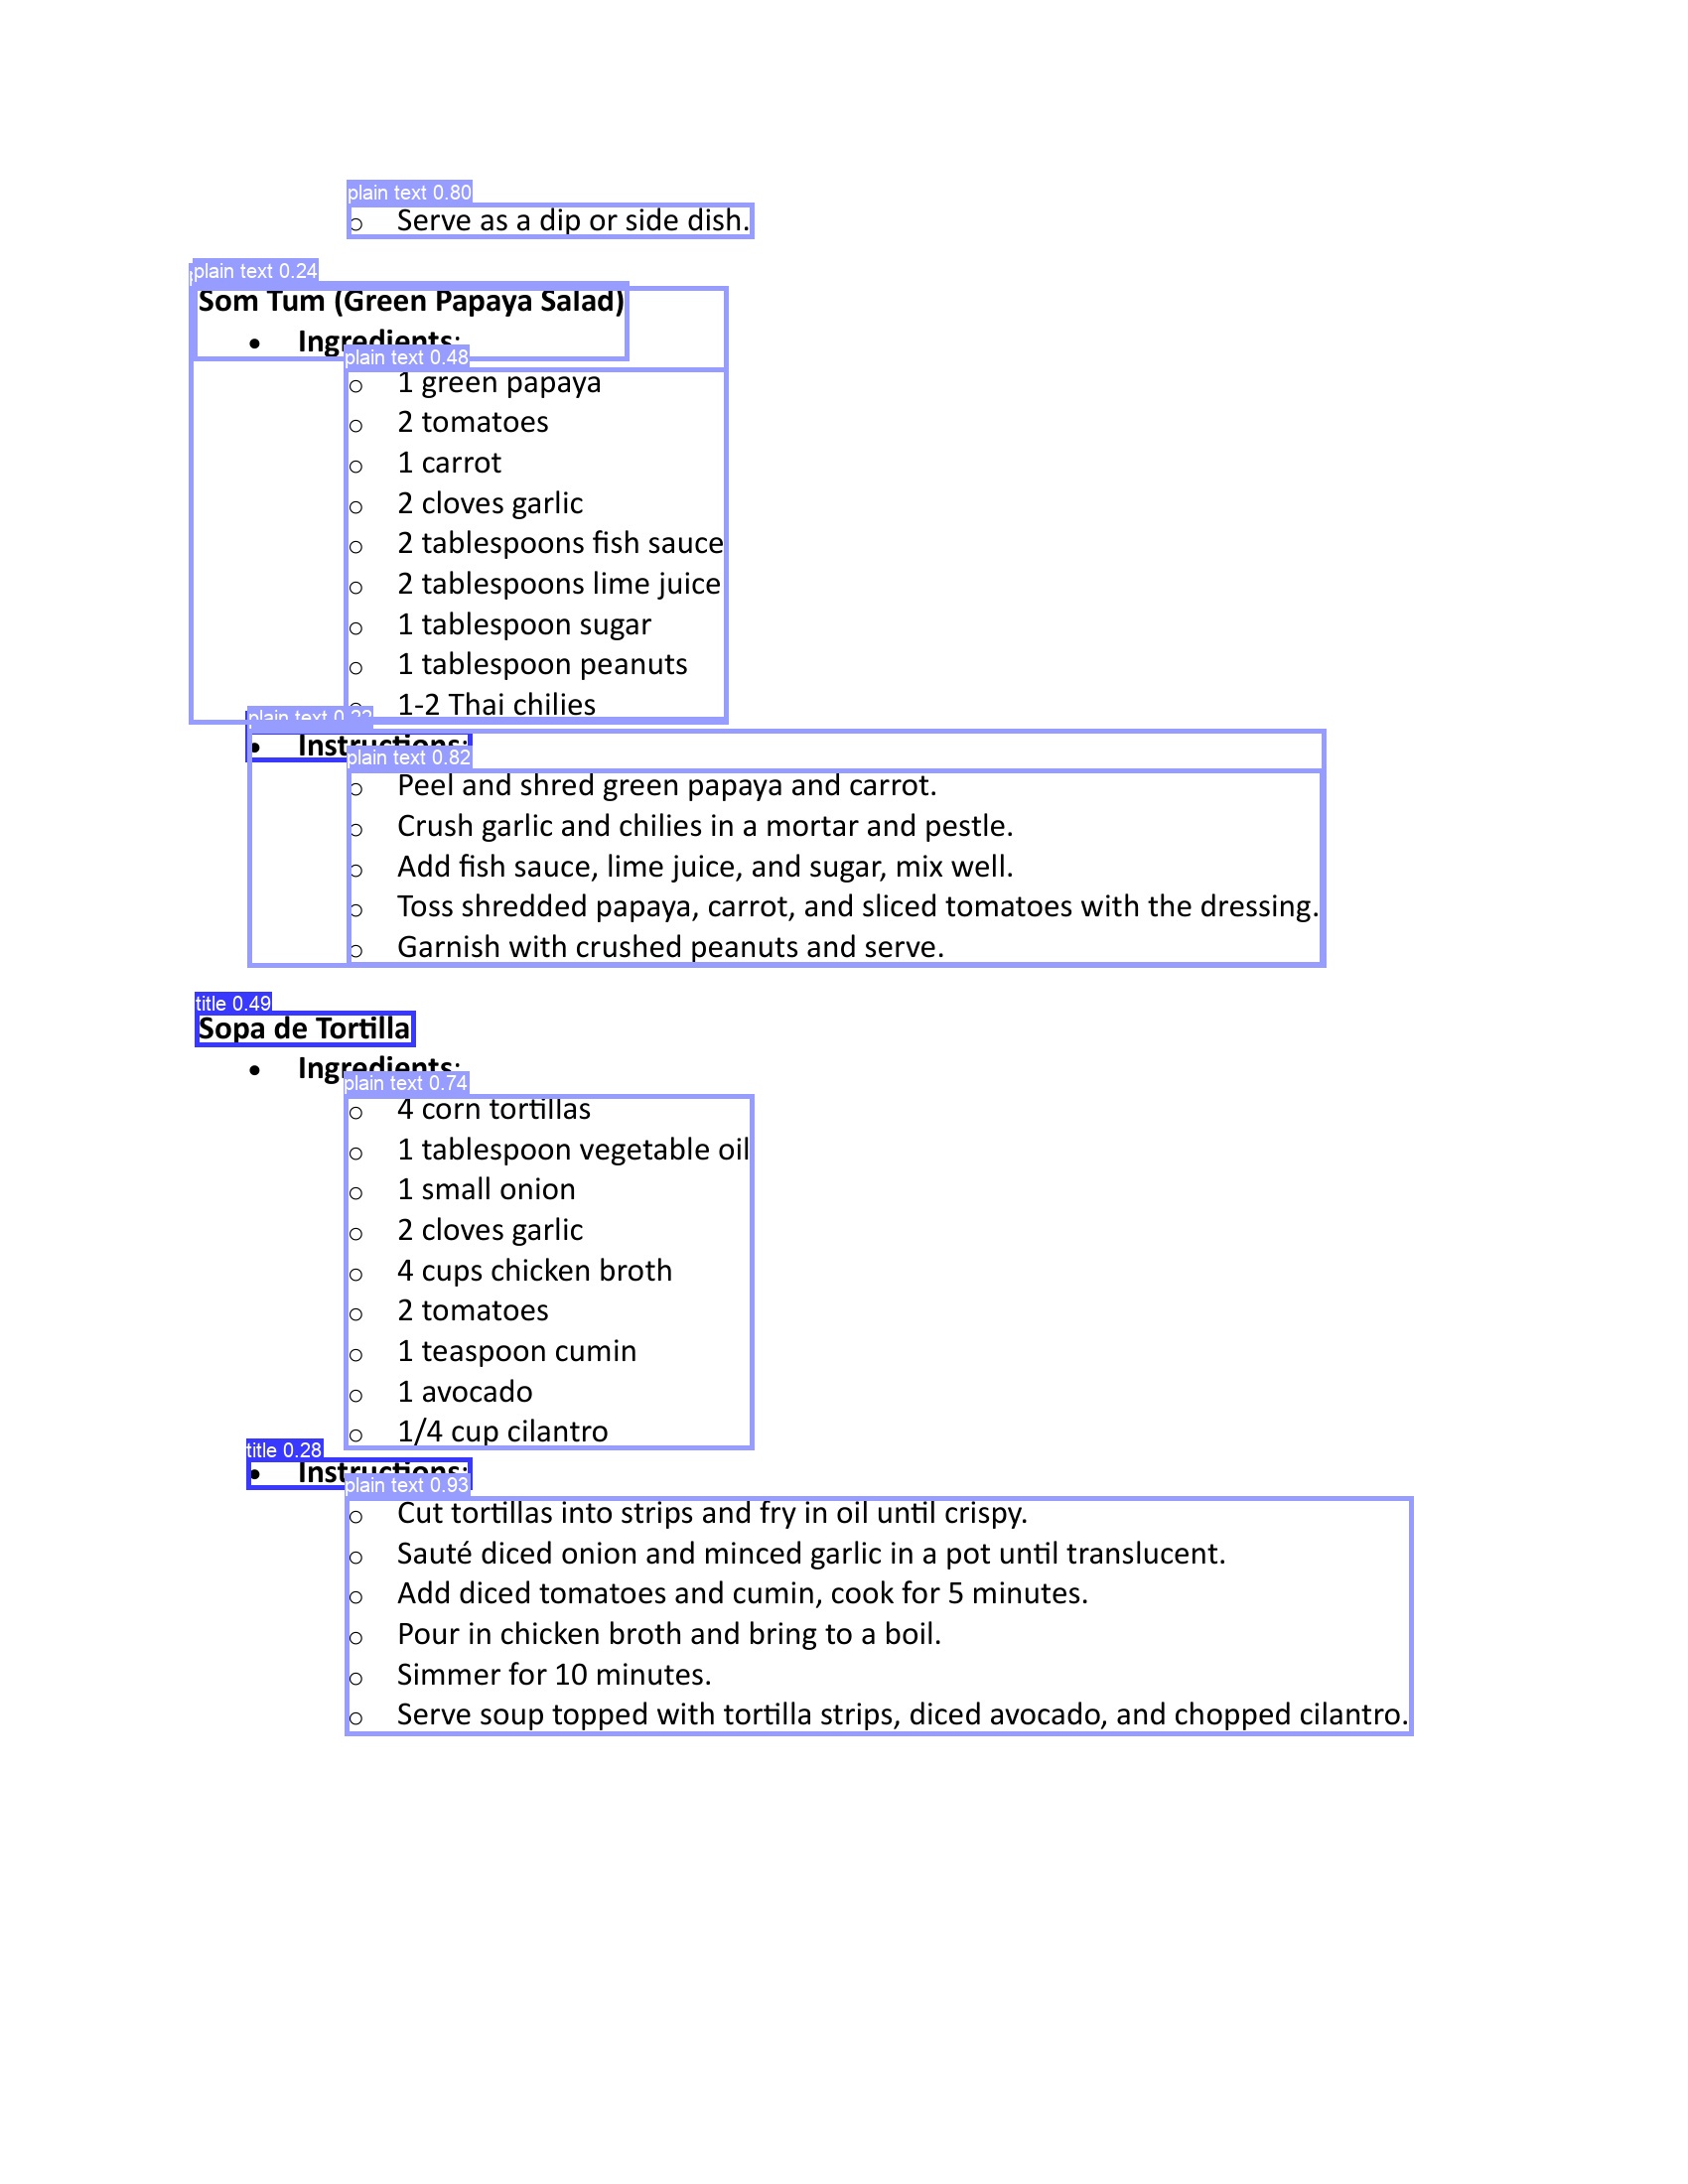 plain text 0.80
○ Serve as a dip or side dish.
plain text 0.24
Som Tum (Green Papaya Salad)
• Ingredients:
plain text 0.48
○ 1 green papaya
○ 2 tomatoes
○ 1 carrot
○ 2 cloves garlic
○ 2 tablespoons fish sauce
○ 2 tablespoons lime juice
○ 1 tablespoon sugar
○ 1 tablespoon peanuts
○ 1-2 Thai chilies
plain text 0.22
• Instructions:
plain text 0.82
○ Peel and shred green papaya and carrot.
○ Crush garlic and chilies in a mortar and pestle.
○ Add fish sauce, lime juice, and sugar, mix well.
○ Toss shredded papaya, carrot, and sliced tomatoes with the dressing.
○ Garnish with crushed peanuts and serve.
title 0.49
Sopa de Tortilla
• Ingredients:
plain text 0.74
○ 4 corn tortillas
○ 1 tablespoon vegetable oil
○ 1 small onion
○ 2 cloves garlic
○ 4 cups chicken broth
○ 2 tomatoes
○ 1 teaspoon cumin
○ 1 avocado
○ 1/4 cup cilantro
title 0.28
• Instructions:
plain text 0.93
○ Cut tortillas into strips and fry in oil until crispy.
○ Sauté diced onion and minced garlic in a pot until translucent.
○ Add diced tomatoes and cumin, cook for 5 minutes.
○ Pour in chicken broth and bring to a boil.
○ Simmer for 10 minutes.
○ Serve soup topped with tortilla strips, diced avocado, and chopped cilantro.